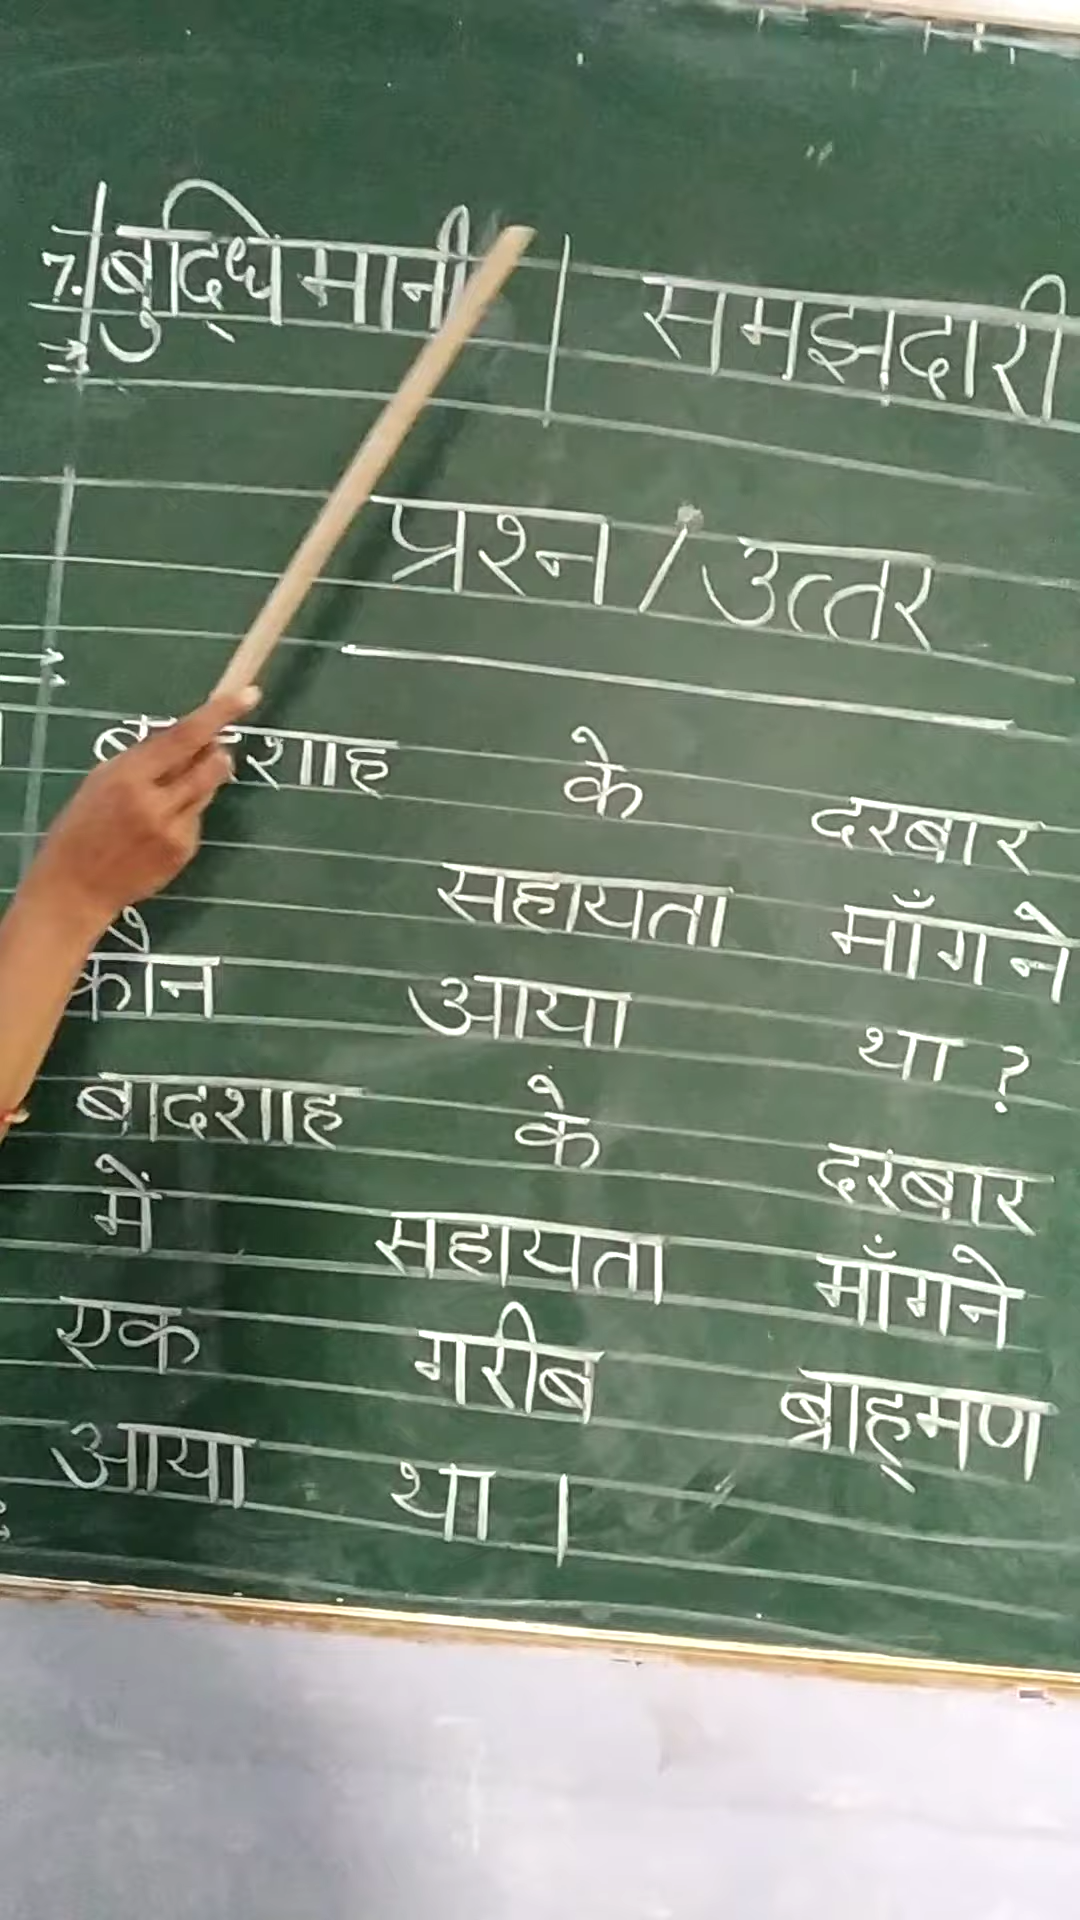 7. बुद्धिमानी | समझदारी
प्रश्न / उत्तर
बादशाह के दरबार
सहायता माँगने
कौन आया था ?
बादशाह के दरबार
में सहायता माँगने
एक गरीब ब्राह्मण
आया था ।